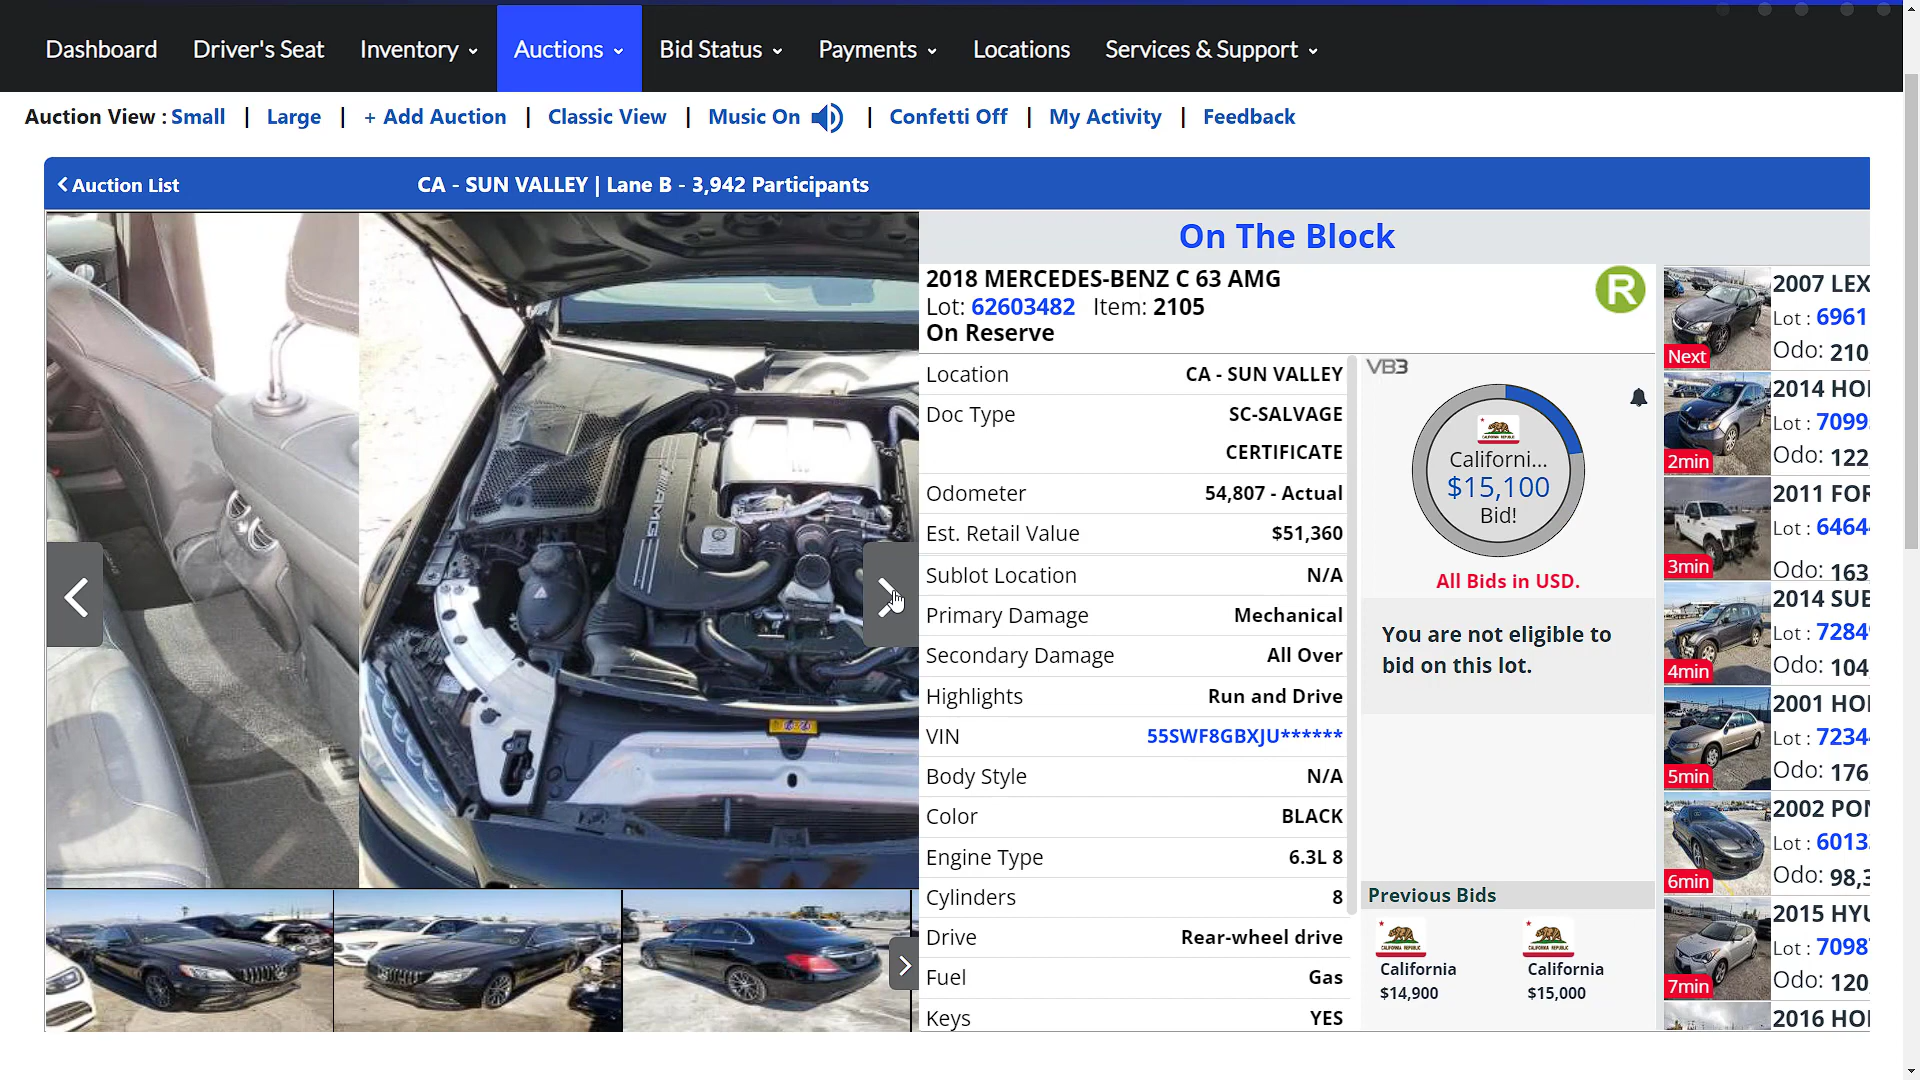 Dashboard
Driver's Seat
Inventory
Auctions
Bid Status
Payments
Locations
Services & Support
Auction View : Small | Large | + Add Auction | Classic View | Music On | Confetti Off | My Activity | Feedback
Auction List
CA - SUN VALLEY | Lane B - 3,942 Participants
On The Block
2018 MERCEDES-BENZ C 63 AMG
Lot: 62603482 Item: 2105
On Reserve
R
Location CA - SUN VALLEY
Doc Type SC-SALVAGE
CERTIFICATE
Odometer 54,807 - Actual
Est. Retail Value $51,360
Sublot Location N/A
Primary Damage Mechanical
Secondary Damage All Over
Highlights Run and Drive
VIN 55SWF8GBXJU******
Body Style N/A
Color BLACK
Engine Type 6.3L 8
Cylinders 8
Drive Rear-wheel drive
Fuel Gas
Keys YES
VB3
Californi...
$15,100
Bid!
All Bids in USD.
You are not eligible to
bid on this lot.
Previous Bids
California
$14,900
California
$15,000
2007 LEX
Lot : 6961
Odo: 210
Next
2014 HO
Lot : 7099
Odo: 122
2min
2011 FOR
Lot : 6464
Odo: 163
3min
2014 SUB
Lot : 7284
Odo: 104
4min
2001 HO
Lot : 7234
Odo: 176
5min
2002 PON
Lot : 6013
Odo: 98,3
6min
2015 HYU
Lot : 7098
Odo: 120
7min
2016 HO
AMG